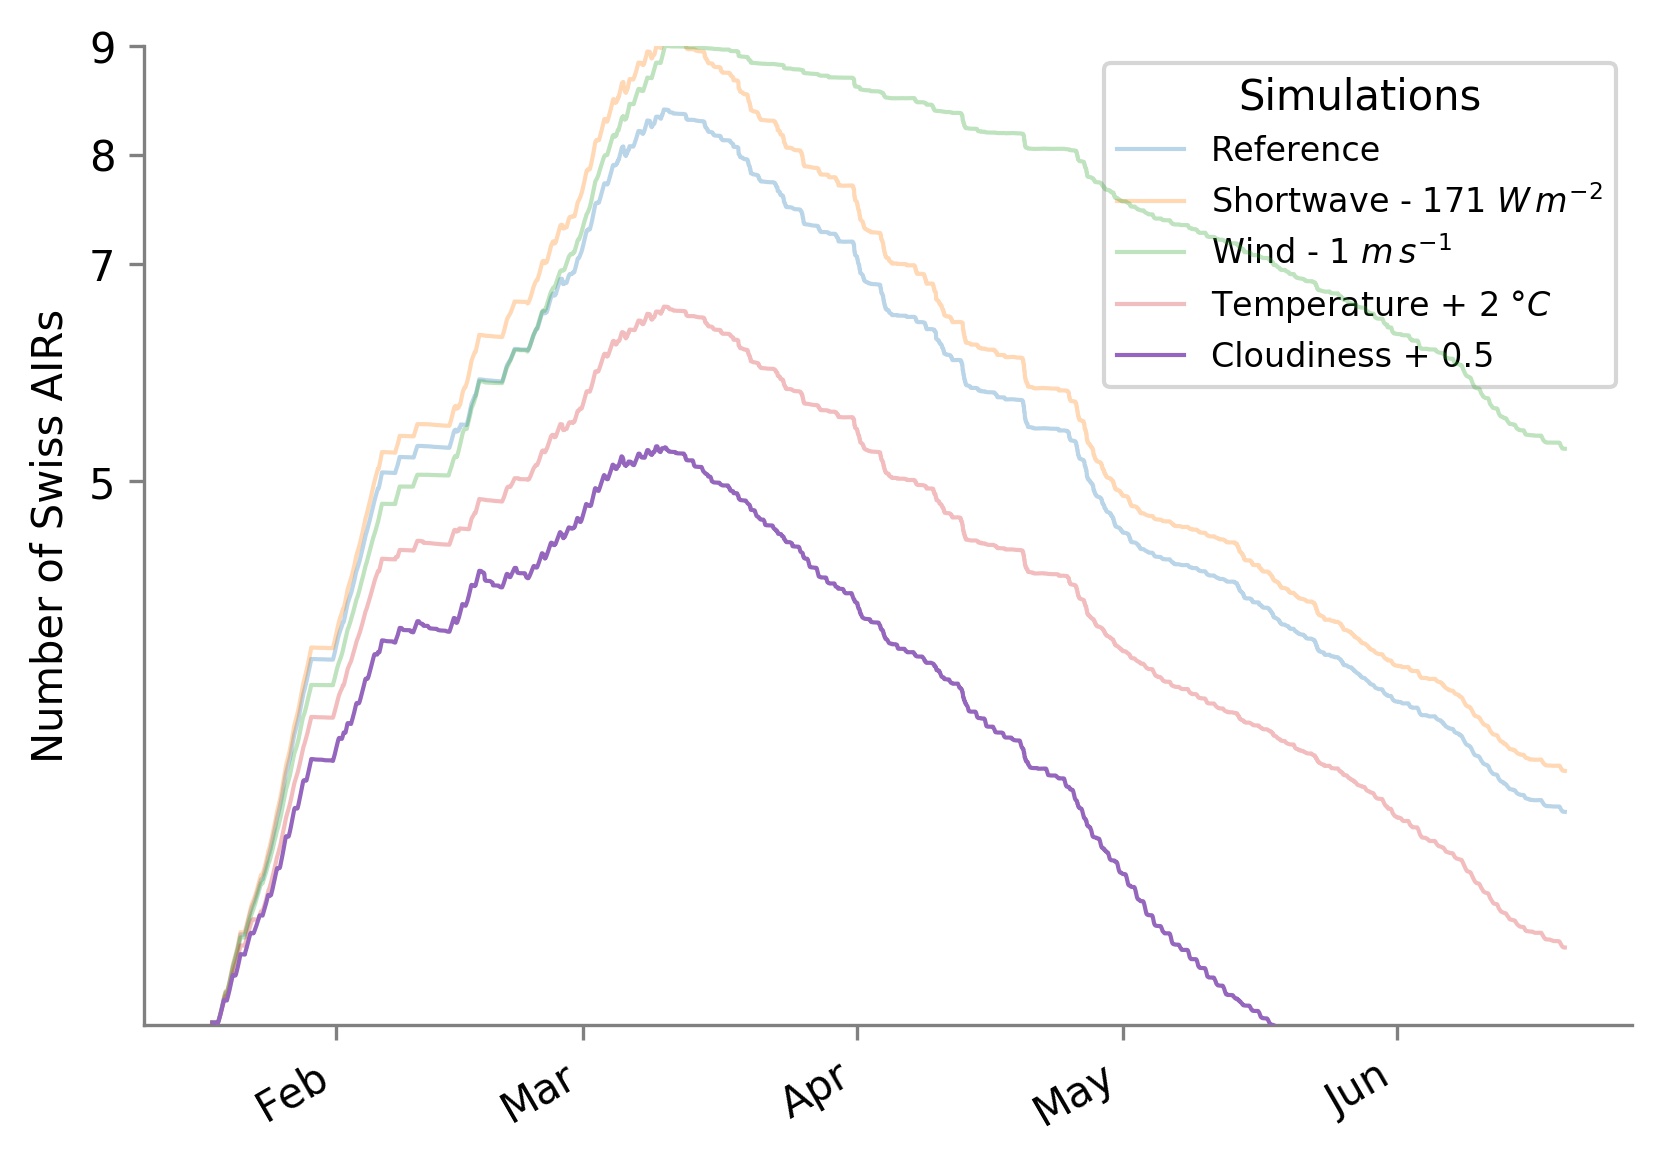 9
8
7
5
Number of Swiss AIRs
Simulations
Reference
Shortwave - 171 W m⁻²
Wind - 1 m s⁻¹
Temperature + 2 °C
Cloudiness + 0.5
Feb
Mar
Apr
May
Jun